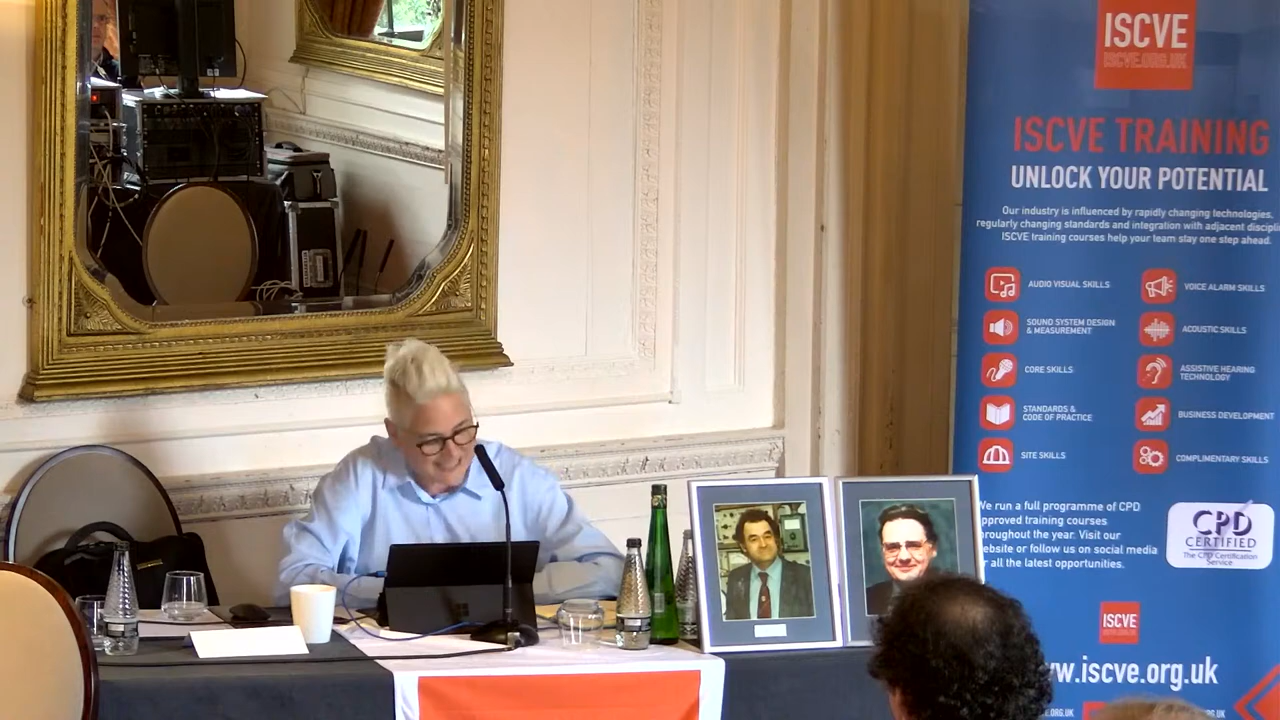 ISCVE
ISCVE.ORG.UK
ISCVE TRAINING
UNLOCK YOUR POTENTIAL
Our industry is influenced by rapidly changing technologies,
regularly changing standards and integration with adjacent discipli
ISCVE training courses help your team stay one step ahead.
AUDIO VISUAL SKILLS
VOICE ALARM SKILLS
SOUND SYSTEM DESIGN
& MEASUREMENT
ACOUSTIC SKILLS
CORE SKILLS
ASSISTIVE HEARING
TECHNOLOGY
STANDARDS &
CODE OF PRACTICE
BUSINESS DEVELOPMENT
SITE SKILLS
COMPLIMENTARY SKILLS
We run a full programme of CPD
pproved training courses
roughout the year. Visit our
ebsite or follow us on social media
r all the latest opportunities.
CPD
CERTIFIED
The CPD Certification
Service
ISCVE
ww.iscve.org.uk